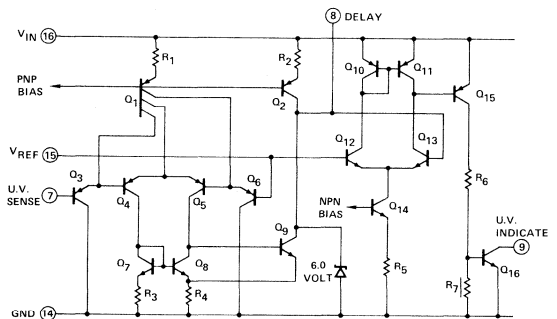 8 DELAY
VIN 16
R1
R2
Q10
Q11
PNP
BIAS
Q1
Q2
Q15
Q12
Q13
VREF 15
Q3
U.V.
SENSE 7
Q4
Q5
Q6
R6
NPN
BIAS
Q14
U.V.
INDICATE
9
Q9
Q7
Q8
6.0
VOLT
R5
Q16
R3
R4
R7
GND 14